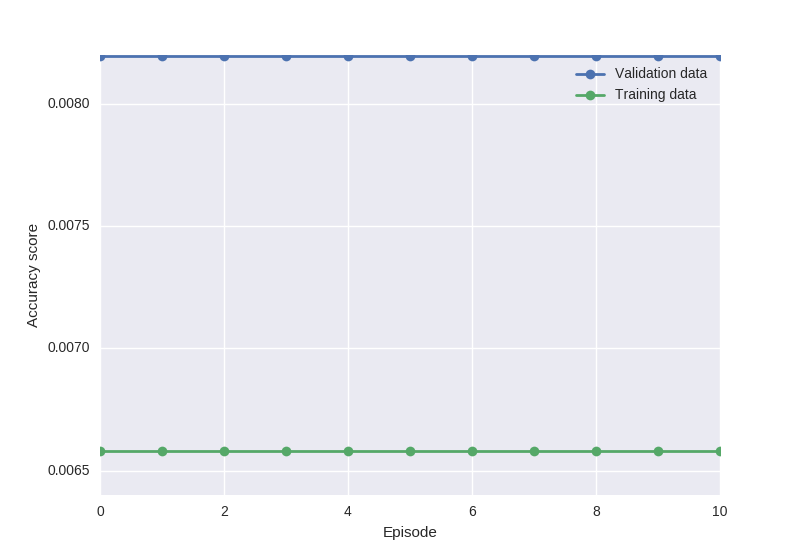 Validation data
Training data
0.0080
0.0075
0.0070
0.0065
Accuracy score
0 2 4 6 8 10
Episode